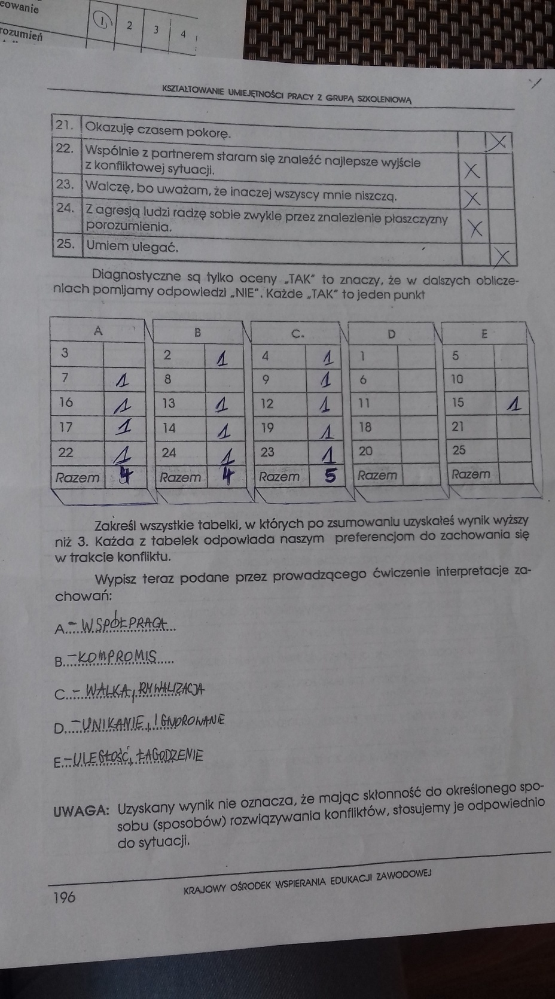 eowanie
1 2 3 4
rozumień
KSZTAŁTOWANIE UMIEJĘTNOŚCI PRACY Z GRUPĄ SZKOLENIOWĄ
21. Okazuję czasem pokorę. X
22. Wspólnie z partnerem staram się znaleźć najlepsze wyjście
z konfliktowej sytuacji. X
23. Walczę, bo uważam, że inaczej wszyscy mnie niszczą. X
24. Z agresją ludzi radzę sobie zwykle przez znalezienie płaszczyzny
porozumienia. X
25. Umiem ulegać. X
Diagnostyczne są tylko oceny „TAK" to znaczy, że w dalszych oblicze-
niach pomijamy odpowiedzi „NIE". Każde „TAK" to jeden punkt
A B C. D E
3 2 1 4 1 1 5
7 1 8 9 1 6 10
16 1 13 1 12 1 11 15 1
17 1 14 1 19 1 18 21
22 1 24 1 23 1 20 25
Razem 4 Razem 4 Razem 5 Razem Razem
Zakreśl wszystkie tabelki, w których po zsumowaniu uzyskałeś wynik wyższy
niż 3. Każda z tabelek odpowiada naszym preferencjom do zachowania się
w trakcie konfliktu.
Wypisz teraz podane przez prowadzącego ćwiczenie interpretacje za-
chowań:
A. – WSPÓŁPRACA
B. – KOMPROMIS
C. – WALKA, RYWALIZACJA
D. – UNIKANIE, IGNOROWANIE
E. – ULEGŁOŚĆ, ŁAGODZENIE
UWAGA: Uzyskany wynik nie oznacza, że mając skłonność do określonego spo-
sobu (sposobów) rozwiązywania konfliktów, stosujemy je odpowiednio
do sytuacji.
KRAJOWY OŚRODEK WSPIERANIA EDUKACJI ZAWODOWEJ
196